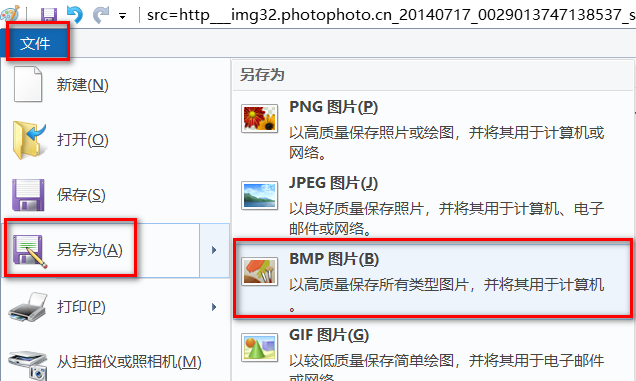 src=http___img32.photophoto.cn_20140717_0029013747138537_s
文件
新建(N)
打开(O)
保存(S)
另存为(A)
打印(P)
从扫描仪或照相机(M)
另存为
PNG 图片(P)
以高质量保存照片或绘图，并将其用于计算机或
网络。
JPEG 图片(J)
以良好质量保存照片，并将其用于计算机、电子
邮件或网络。
BMP 图片(B)
以高质量保存所有类型图片，并将其用于计算机
。
GIF 图片(G)
以较低质量保存简单绘图，并将其用于电子邮件
或网络。